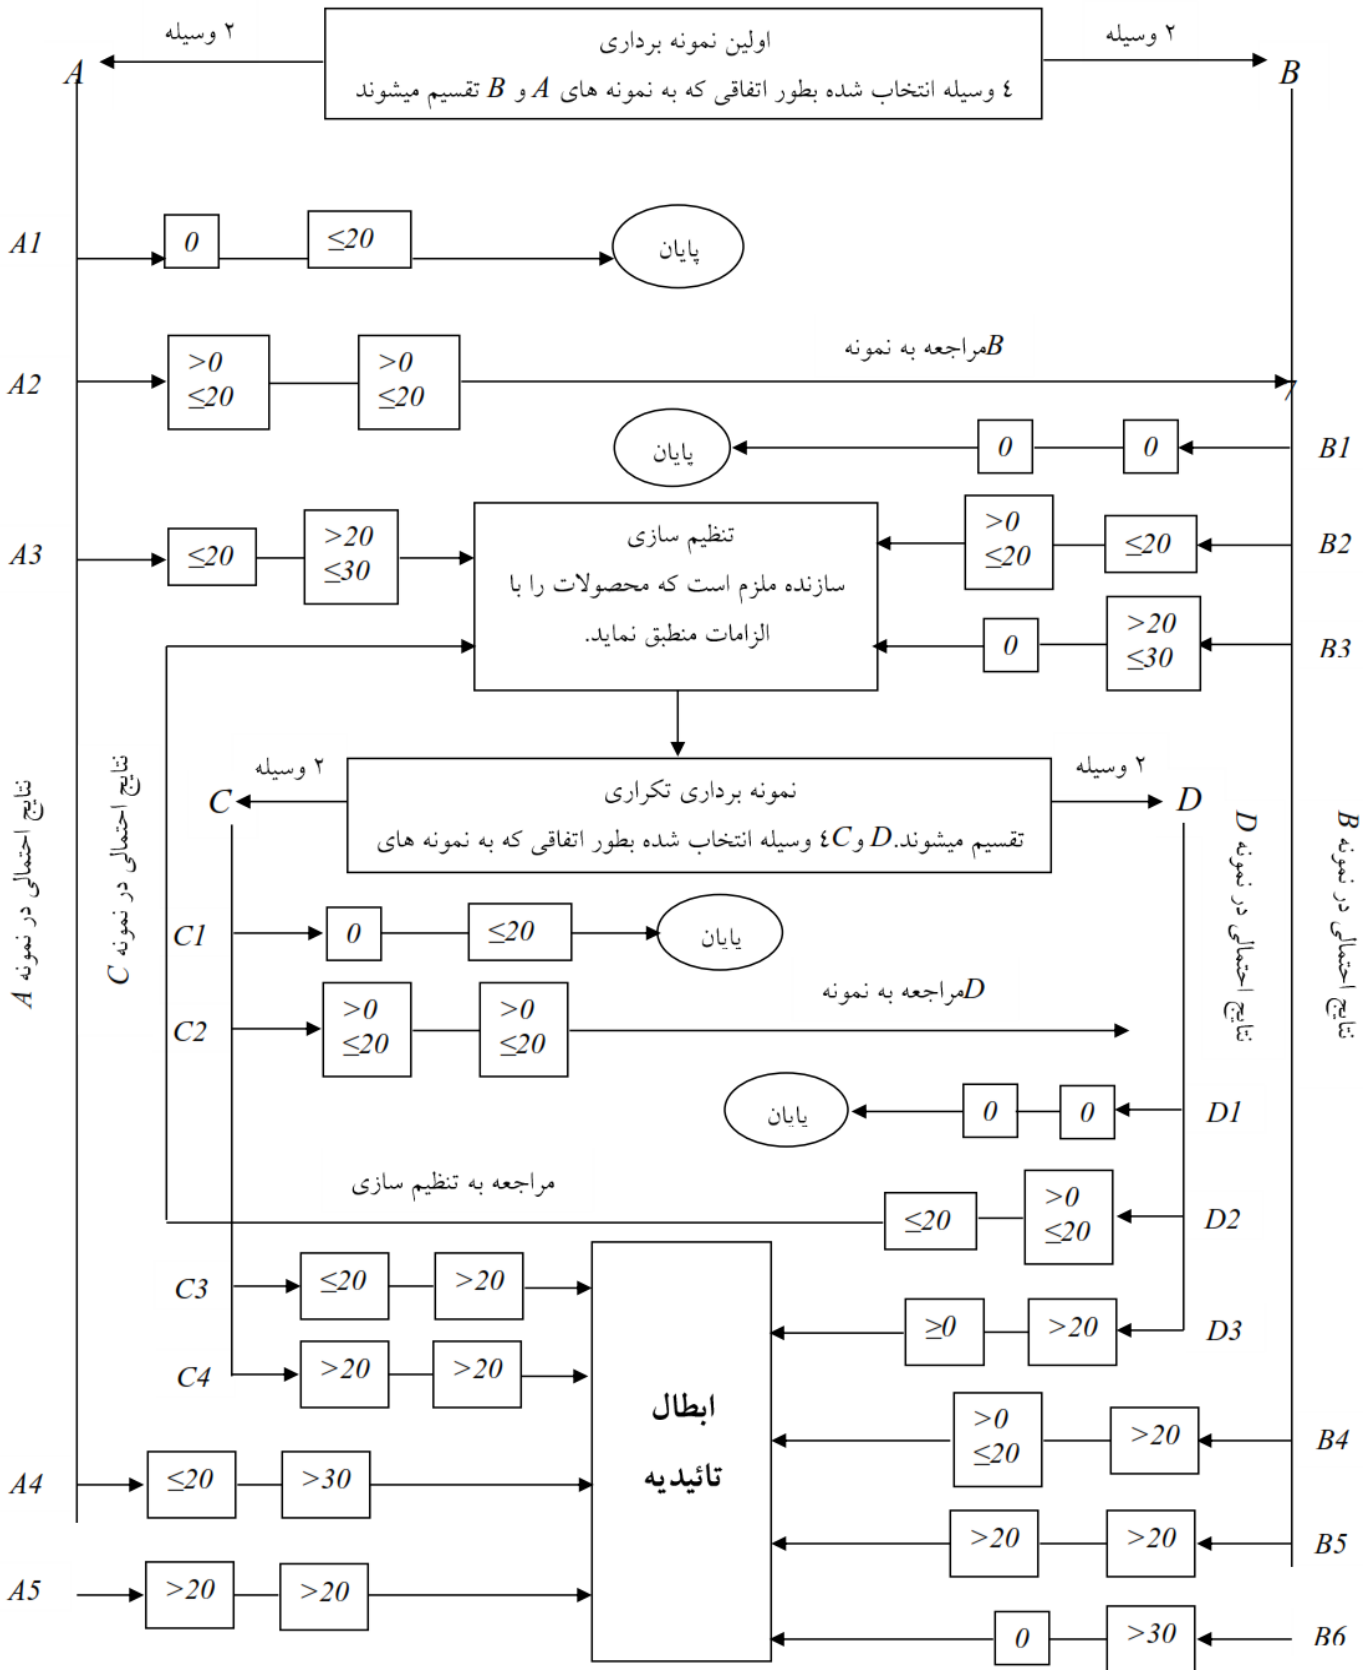 ۲ وسیله
اولین نمونه برداری
۲ وسیله
A
٤ وسیله انتخاب شده بطور اتفاقی که به نمونه های A و B تقسیم میشوند
B
A1
0
≤20
پایان
A2
>0
≤20
>0
≤20
مراجعه به نمونهB
پایان
0
0
B1
A3
≤20
>20
≤30
تنظیم سازی
سازنده ملزم است که محصولات را با
الزامات منطبق نماید.
>0
≤20
≤20
B2
0
>20
≤30
B3
نتایج احتمالی در نمونه A
نتایج احتمالی در نمونه C
۲ وسیله
نمونه برداری تکراری
۲ وسیله
C
تقسیم میشوند.D و C٤ وسیله انتخاب شده بطور اتفاقی که به نمونه های
D
نتایج احتمالی در نمونه D
نتایج احتمالی در نمونه B
C1
0
≤20
پایان
C2
>0
≤20
>0
≤20
مراجعه به نمونهD
پایان
0
0
D1
مراجعه به تنظیم سازی
≤20
>0
≤20
D2
C3
≤20
>20
≥0
>20
D3
C4
>20
>20
ابطال
تائیدیه
>0
≤20
>20
B4
A4
≤20
>30
>20
>20
B5
A5
>20
>20
0
>30
B6